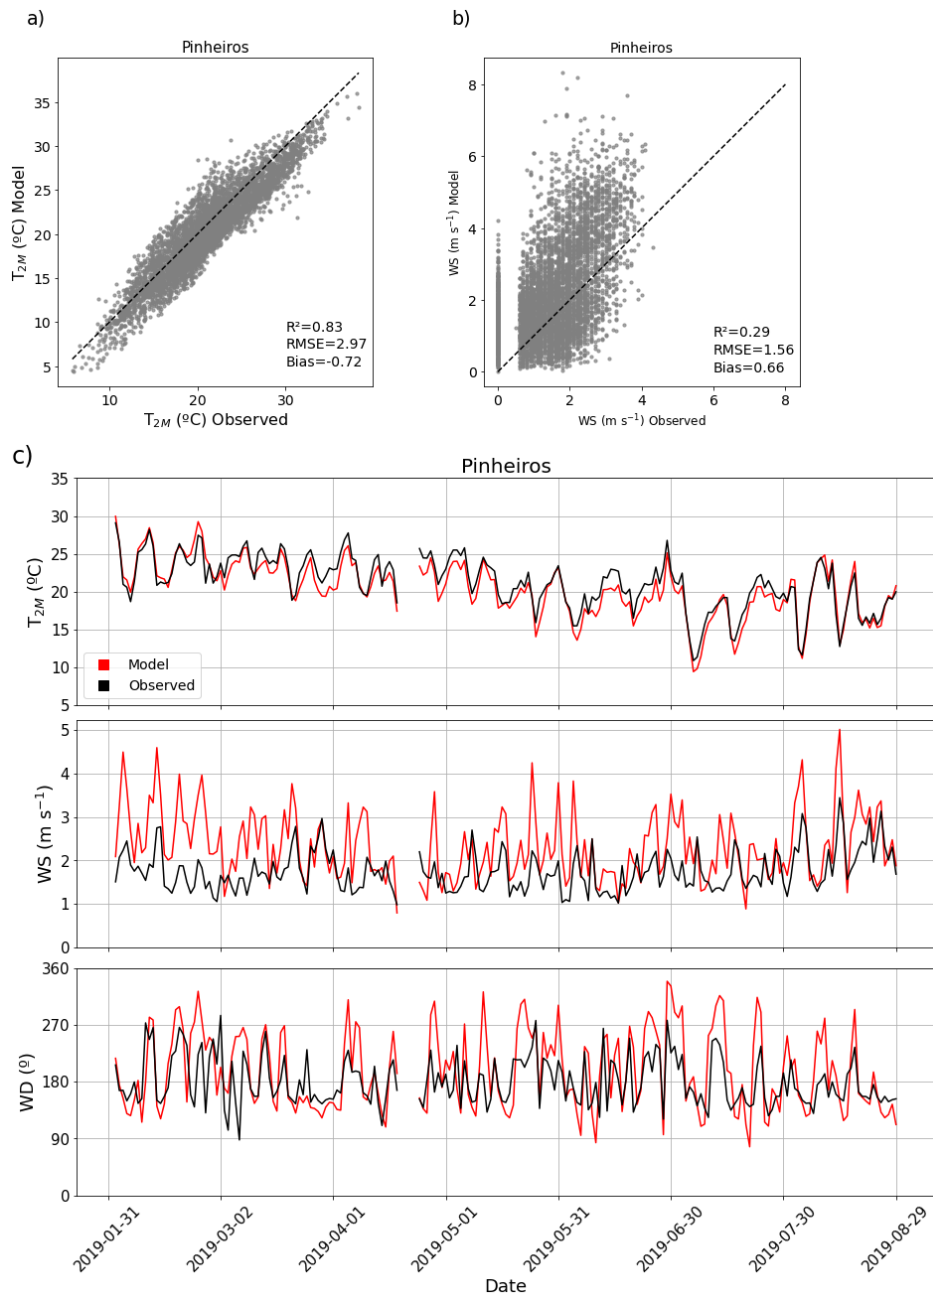 a)
Pinheiros
T₂M (ºC) Model
35
30
25
20
15
10
5
10
20
30
T₂M (ºC) Observed
R²=0.83
RMSE=2.97
Bias=-0.72
b)
Pinheiros
WS (m s⁻¹) Model
8
6
4
2
0
0
2
4
6
8
WS (m s⁻¹) Observed
R²=0.29
RMSE=1.56
Bias=0.66
c)
Pinheiros
T₂M (ºC)
35
30
25
20
15
10
5
Model
Observed
WS (m s⁻¹)
5
4
3
2
1
0
WD (º)
360
270
180
90
0
2019-01-31
2019-03-02
2019-04-01
2019-05-01
2019-05-31
2019-06-30
2019-07-30
2019-08-29
Date